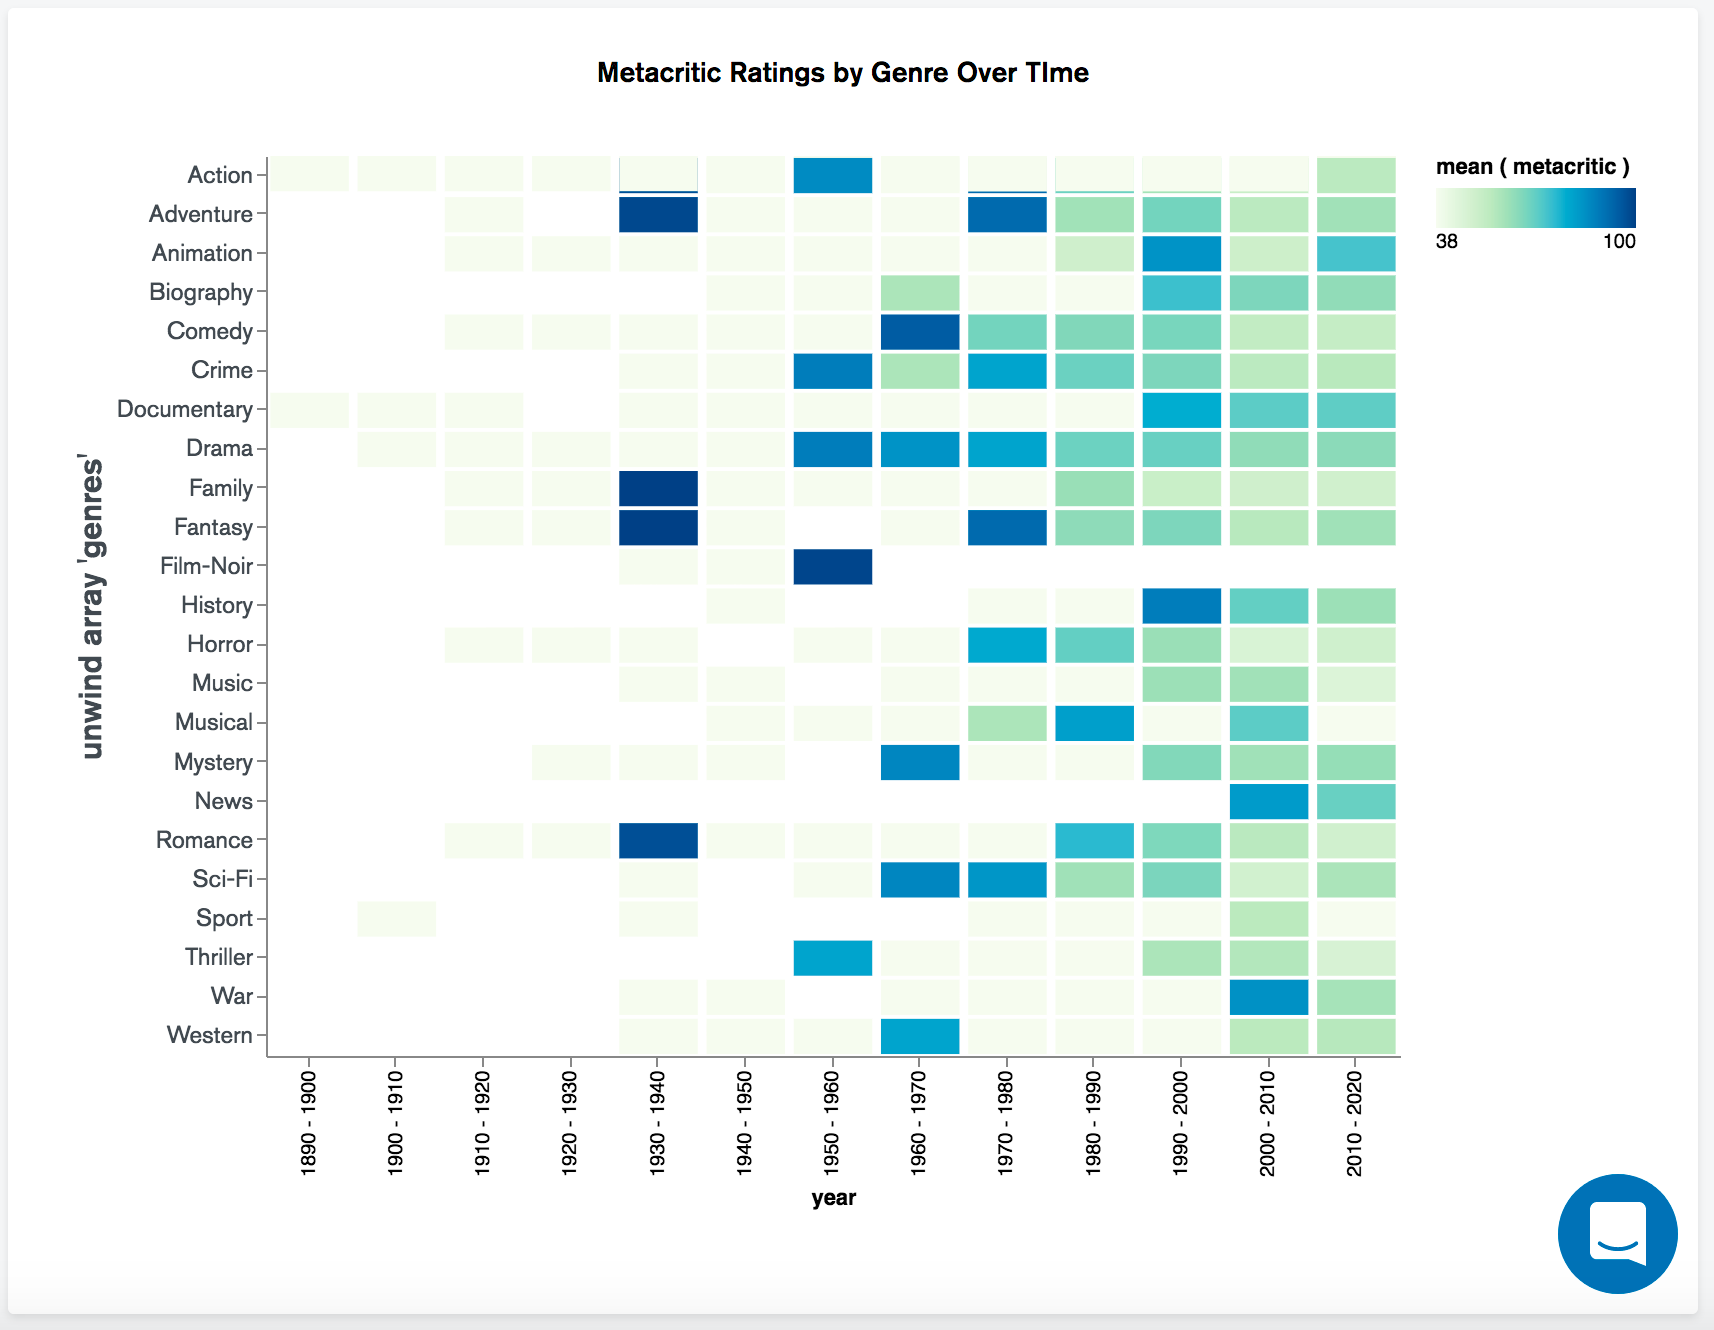 Metacritic Ratings by Genre Over TIme
mean ( metacritic )
38 100
unwind array 'genres'
Action
Adventure
Animation
Biography
Comedy
Crime
Documentary
Drama
Family
Fantasy
Film-Noir
History
Horror
Music
Musical
Mystery
News
Romance
Sci-Fi
Sport
Thriller
War
Western
1890 - 1900
1900 - 1910
1910 - 1920
1920 - 1930
1930 - 1940
1940 - 1950
1950 - 1960
1960 - 1970
1970 - 1980
1980 - 1990
1990 - 2000
2000 - 2010
2010 - 2020
year